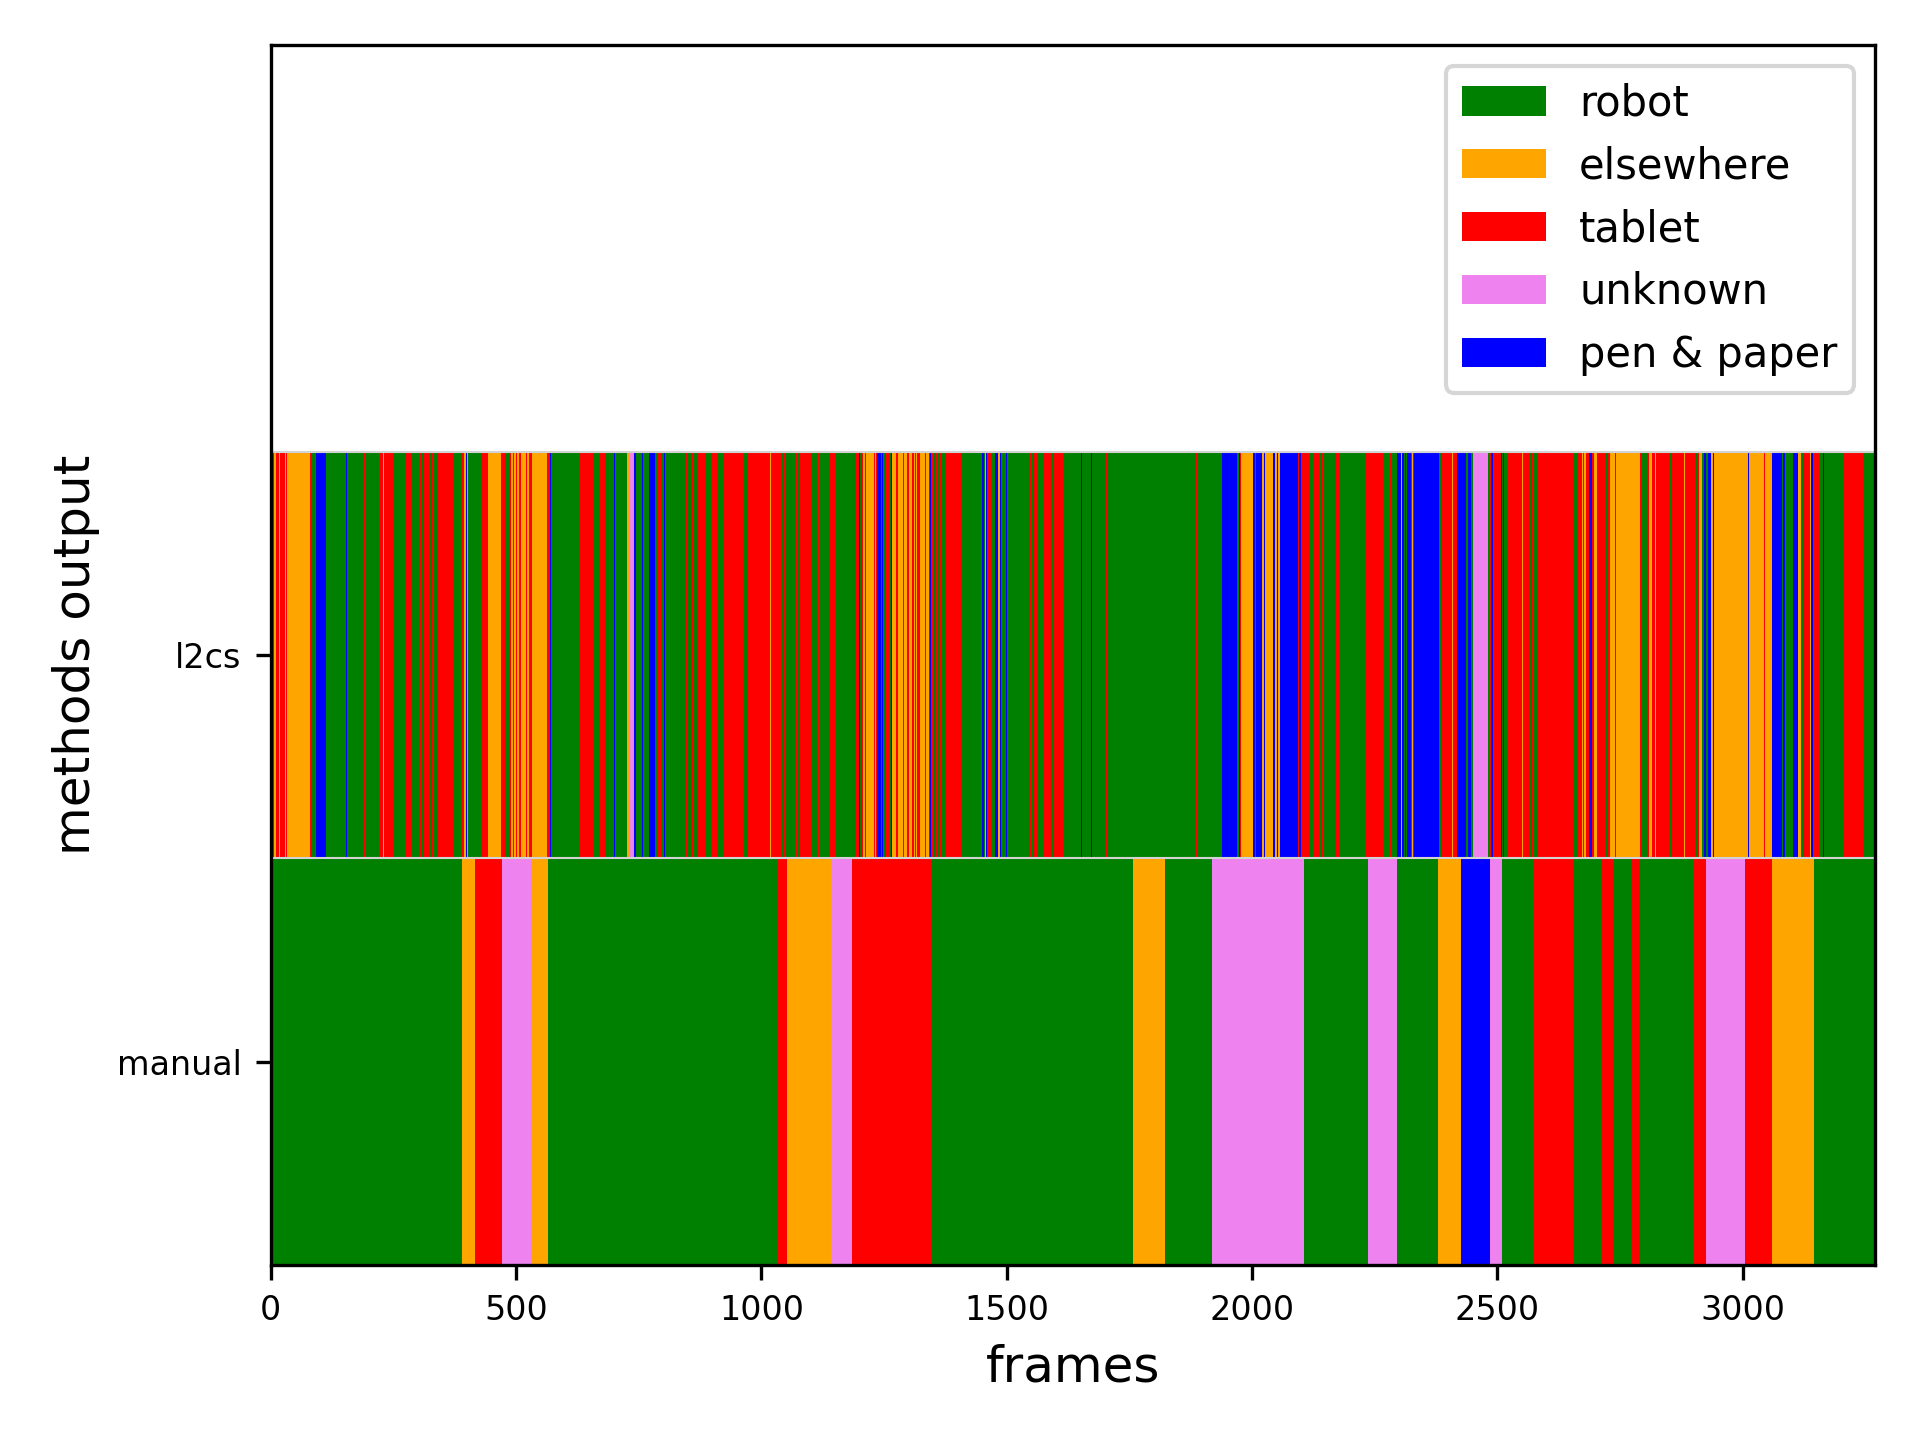 robot
elsewhere
tablet
unknown
pen & paper
methods output
l2cs
manual
0 500 1000 1500 2000 2500 3000
frames